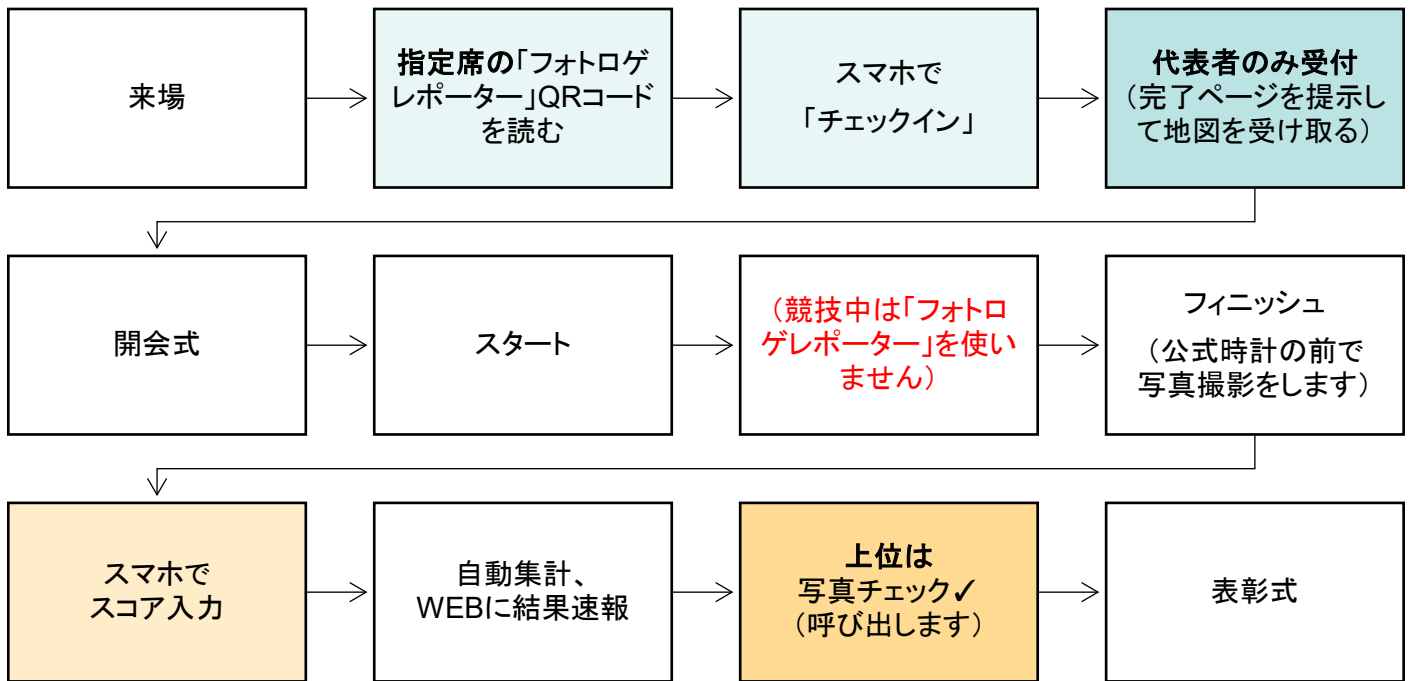 来場
指定席の「フォトロゲ
レポーター」QRコード
を読む
スマホで
「チェックイン」
代表者のみ受付
（完了ページを提示し
て地図を受け取る）
開会式
スタート
（競技中は「フォトロ
ゲレポーター」を使い
ません）
フィニッシュ
（公式時計の前で
写真撮影をします）
スマホで
スコア入力
自動集計、
WEBに結果速報
上位は
写真チェック✓
（呼び出します）
表彰式